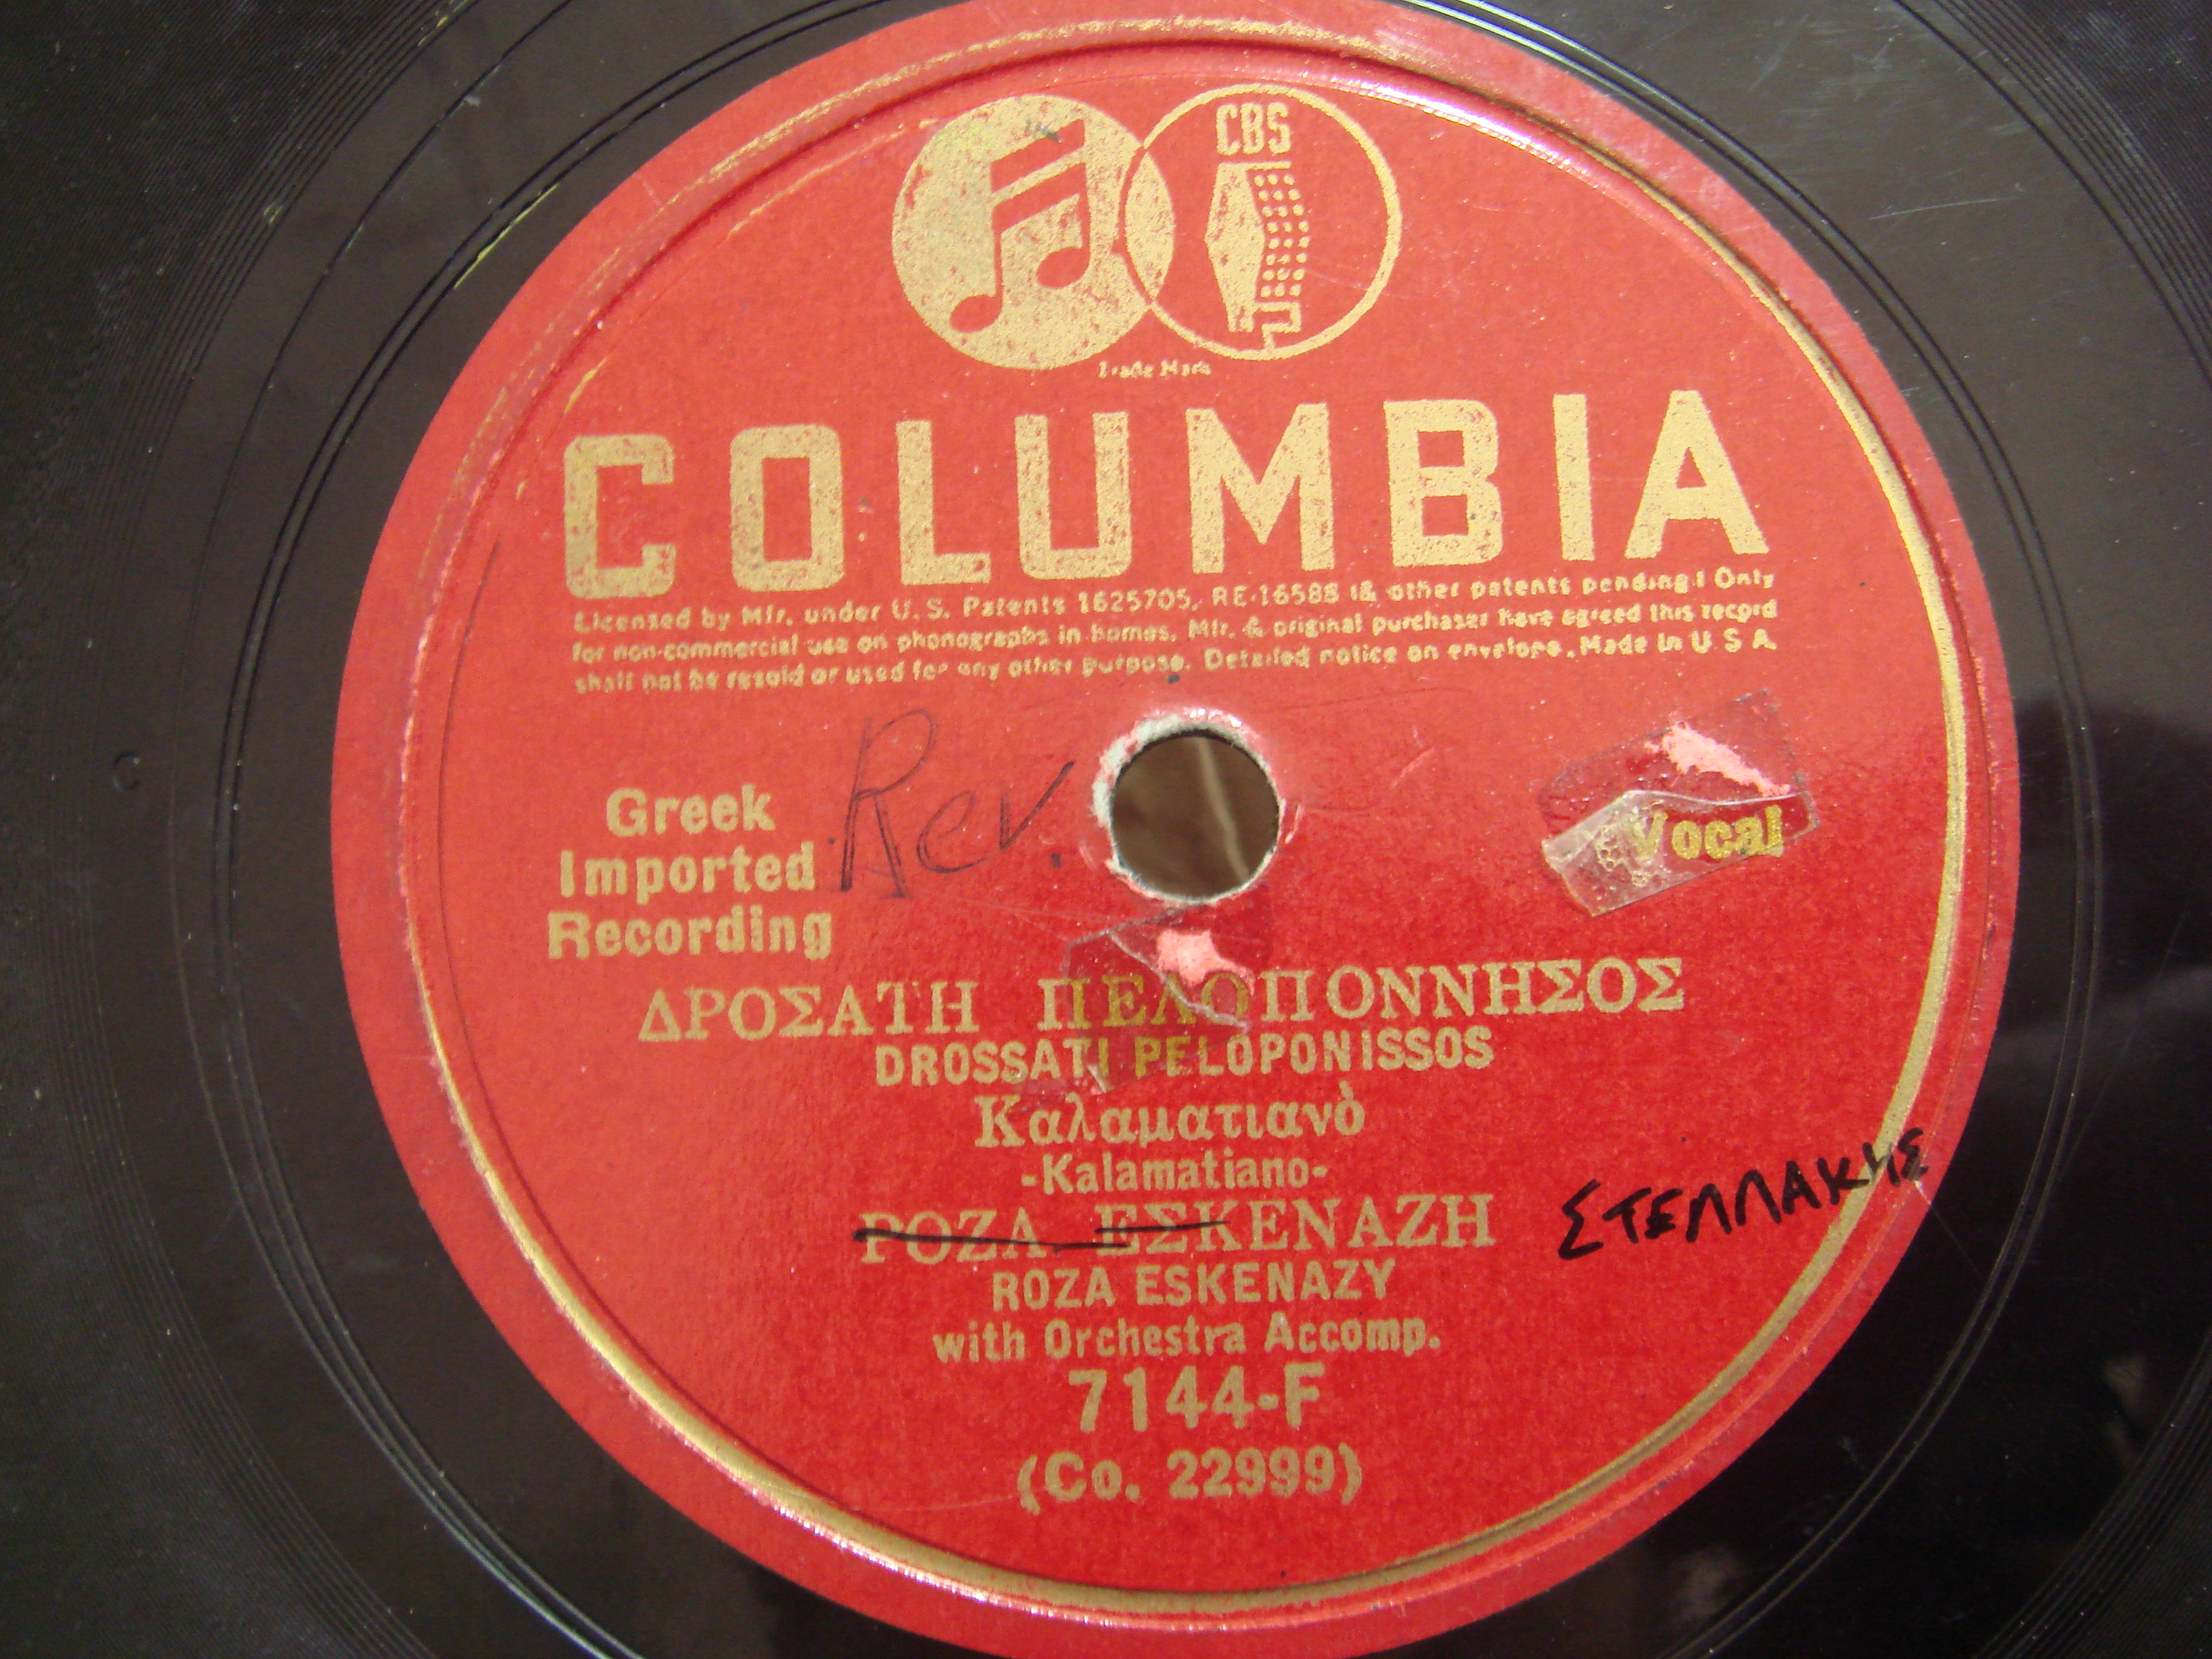 CBS
Trade Mark
COLUMBIA
Licensed by Mfr. under U.S. Patents 1625705, RE-16588 (& other patents pending) Only
for non-commercial use on phonographs in homes. Mfr. & original purchaser have agreed this record
shall not be resold or used for any other purpose. Detailed notice on envelope. Made in U S A.
Rev.
Greek
Imported
Recording
Vocal
ΔΡΟΣΑΤΗ ΠΕΛΟΠΟΝΝΗΣΟΣ
DROSSATI PELOPONISSOS
Καλαματιανὸ
-Kalamatiano-
ΡΟΖΑ ΕΣΚΕΝΑΖΗ
ΣΤΕΛΛΑΚΗΣ
ROZA ESKENAZY
with Orchestra Accomp.
7144-F
(Co. 22999)